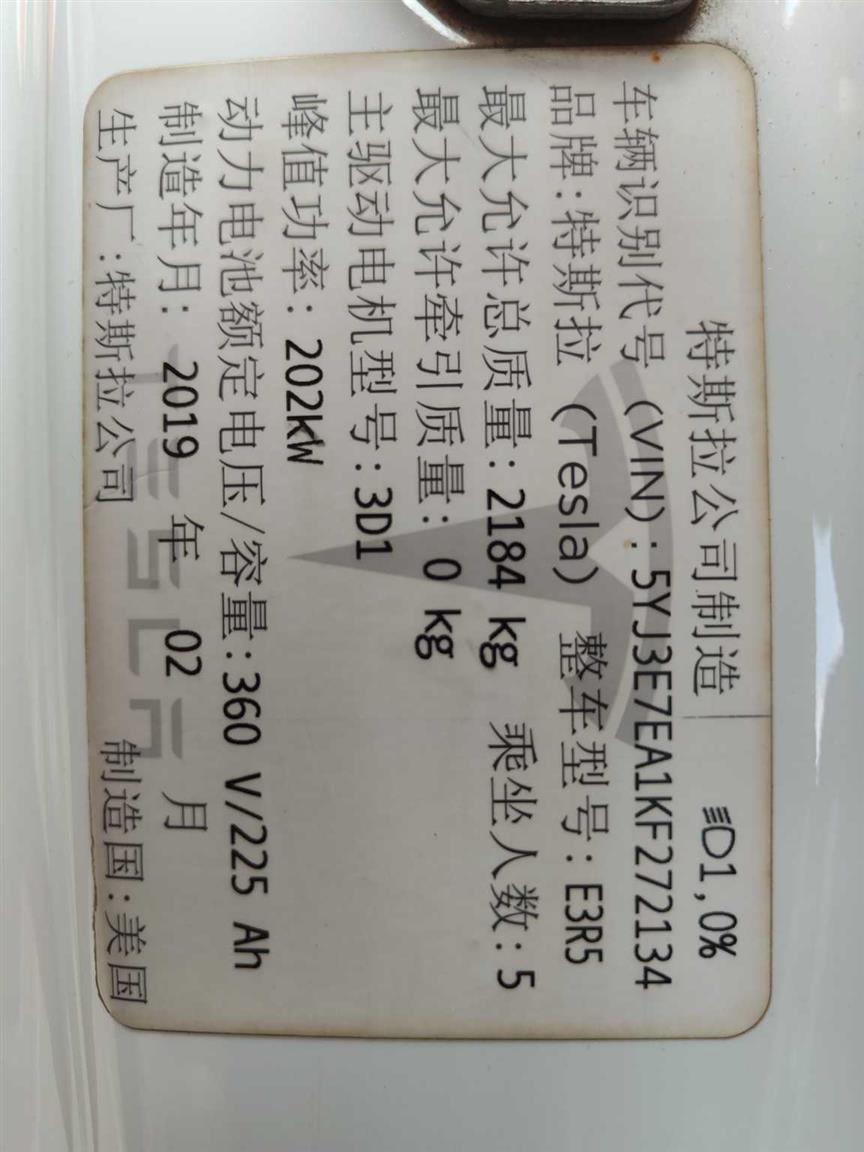 特斯拉公司制造 1,0%
车辆识别代号 (VIN):5YJ3E7EA1KF272134
品牌:特斯拉 (Tesla) 整车型号:E3R5
最大允许总质量:2184 kg 乘坐人数:5
最大允许牵引质量: 0 kg
主驱动电机型号:3D1
峰值功率:202kW
动力电池额定电压/容量:360 V/225 Ah
制造年月: 2019 年 02 月
生产厂:特斯拉公司 制造国:美国
TESLA